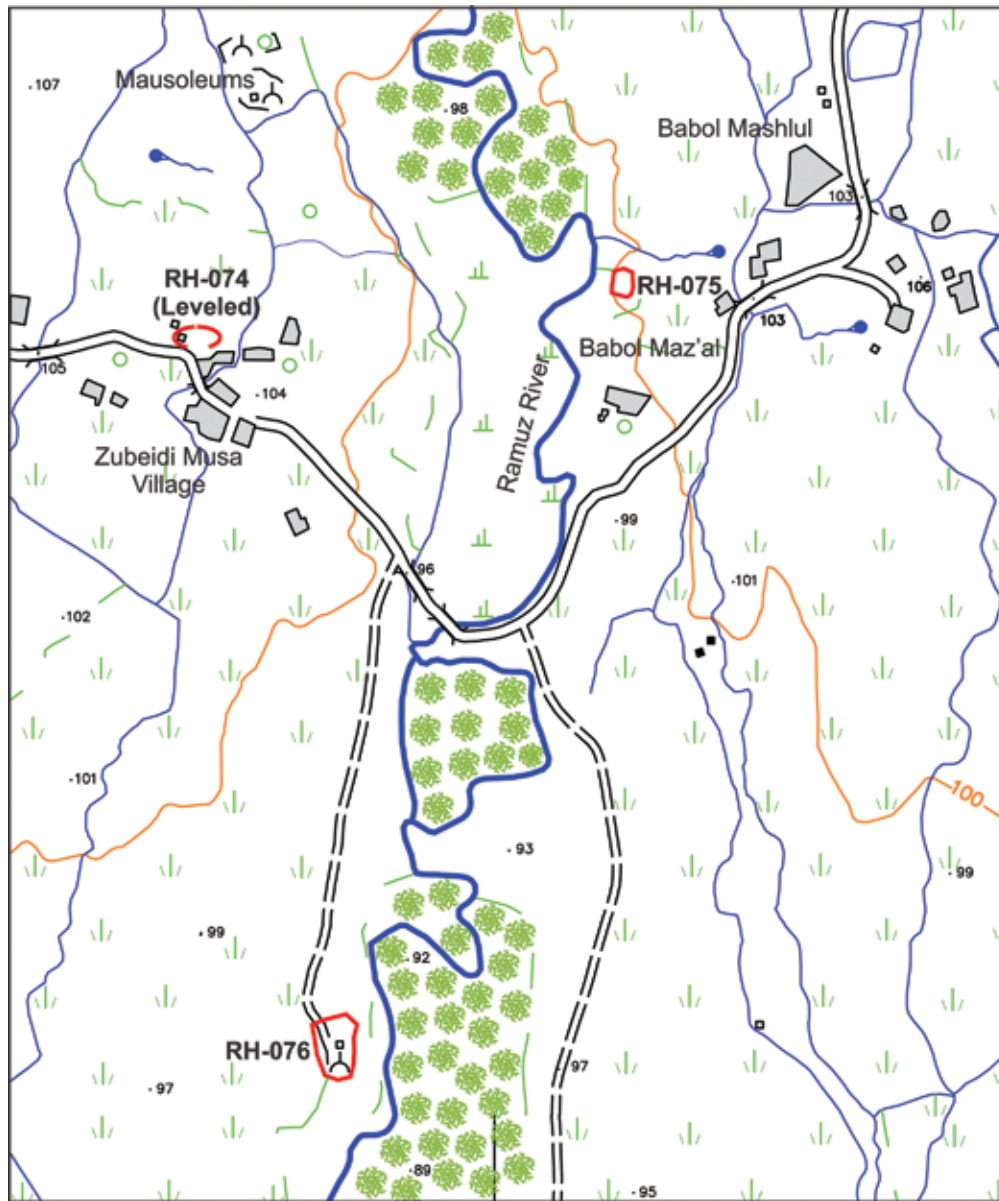 107
Mausoleums
98
Babol Mashlul
103
RH-074
(Leveled)
RH-075
106
103
105
Babol Maz'al
104
Ramuz River
Zubeidi Musa
Village
99
96
101
102
101
100
93
99
99
92
RH-076
97
97
89
95